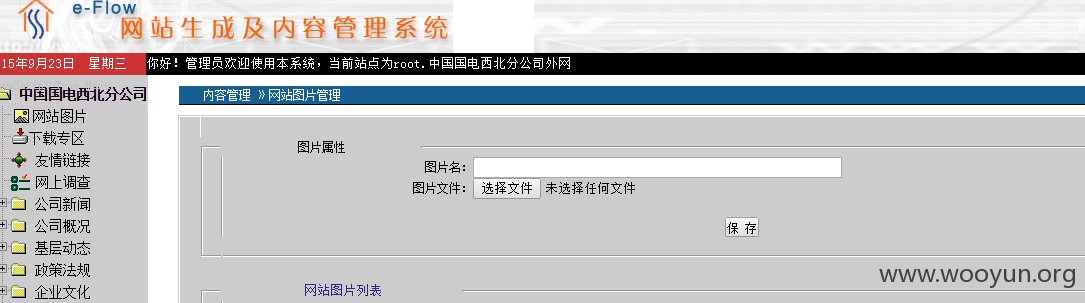 e-Flow
网站生成及内容管理系统
15年9月23日 星期三 你好！管理员欢迎使用本系统，当前站点为root.中国国电西北分公司外网
中国国电西北分公司
网站图片
下载专区
友情链接
网上调查
公司新闻
公司概况
基层动态
政策法规
企业文化
内容管理 》网站图片管理
图片属性
图片名：
图片文件： 选择文件 未选择任何文件
保存
网站图片列表
www.wooyun.org